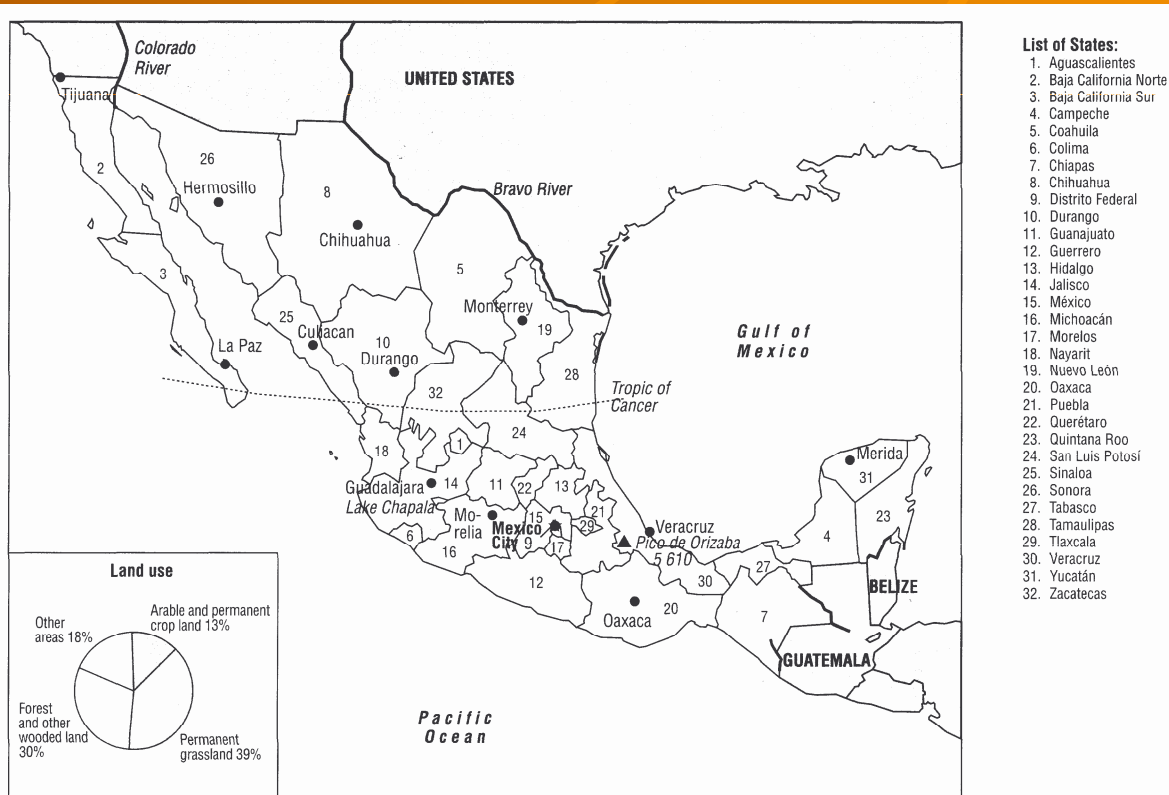 Colorado
River
UNITED STATES
Tijuana
26
2
Hermosillo
8
Bravo River
Chihuahua
3
5
Monterrey
25
Culiacan
19
La Paz
10
Durango
Gulf of
Mexico
28
32
Tropic of
Cancer
24
1
18
Merida
31
Guadalajara
14
11
22
13
Lake Chapala
21
23
Mo-
relia
15
Mexico
City
29
Veracruz
6
9
17
Pico de Orizaba
5 610
4
16
12
30
27
BELIZE
Oaxaca
20
7
GUATEMALA
Pacific
Ocean
Land use
Arable and permanent
crop land 13%
Other
areas 18%
Forest
and other
wooded land
30%
Permanent
grassland 39%
List of States:
1. Aguascalientes
2. Baja California Norte
3. Baja California Sur
4. Campeche
5. Coahuila
6. Colima
7. Chiapas
8. Chihuahua
9. Distrito Federal
10. Durango
11. Guanajuato
12. Guerrero
13. Hidalgo
14. Jalisco
15. México
16. Michoacán
17. Morelos
18. Nayarit
19. Nuevo León
20. Oaxaca
21. Puebla
22. Querétaro
23. Quintana Roo
24. San Luis Potosí
25. Sinaloa
26. Sonora
27. Tabasco
28. Tamaulipas
29. Tlaxcala
30. Veracruz
31. Yucatán
32. Zacatecas